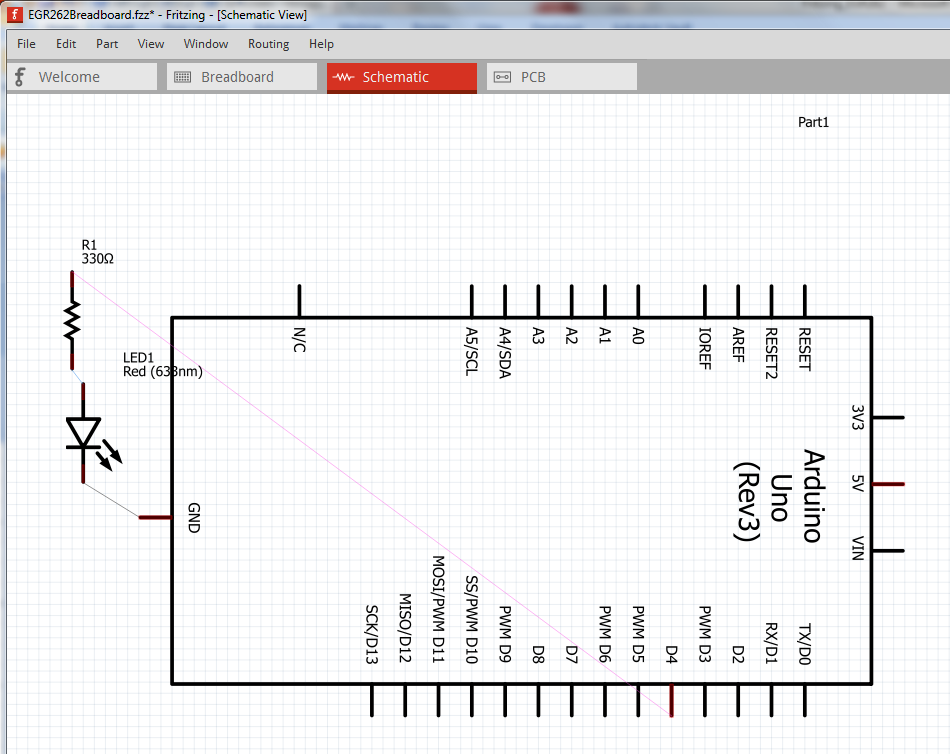 EGR262Breadboard.fzz* - Fritzing - [Schematic View]
File Edit Part View Window Routing Help
Welcome Breadboard Schematic PCB
Part1
R1
330Ω
LED1
Red (633nm)
N/C
A5/SCL
A4/SDA
A3
A2
A1
A0
IOREF
AREF
RESET2
RESET
3V3
5V
VIN
Arduino
Uno
(Rev3)
GND
SCK/D13
MISO/D12
MOSI/PWM D11
SS/PWM D10
PWM D9
D8
D7
PWM D6
PWM D5
D4
PWM D3
D2
RX/D1
TX/D0